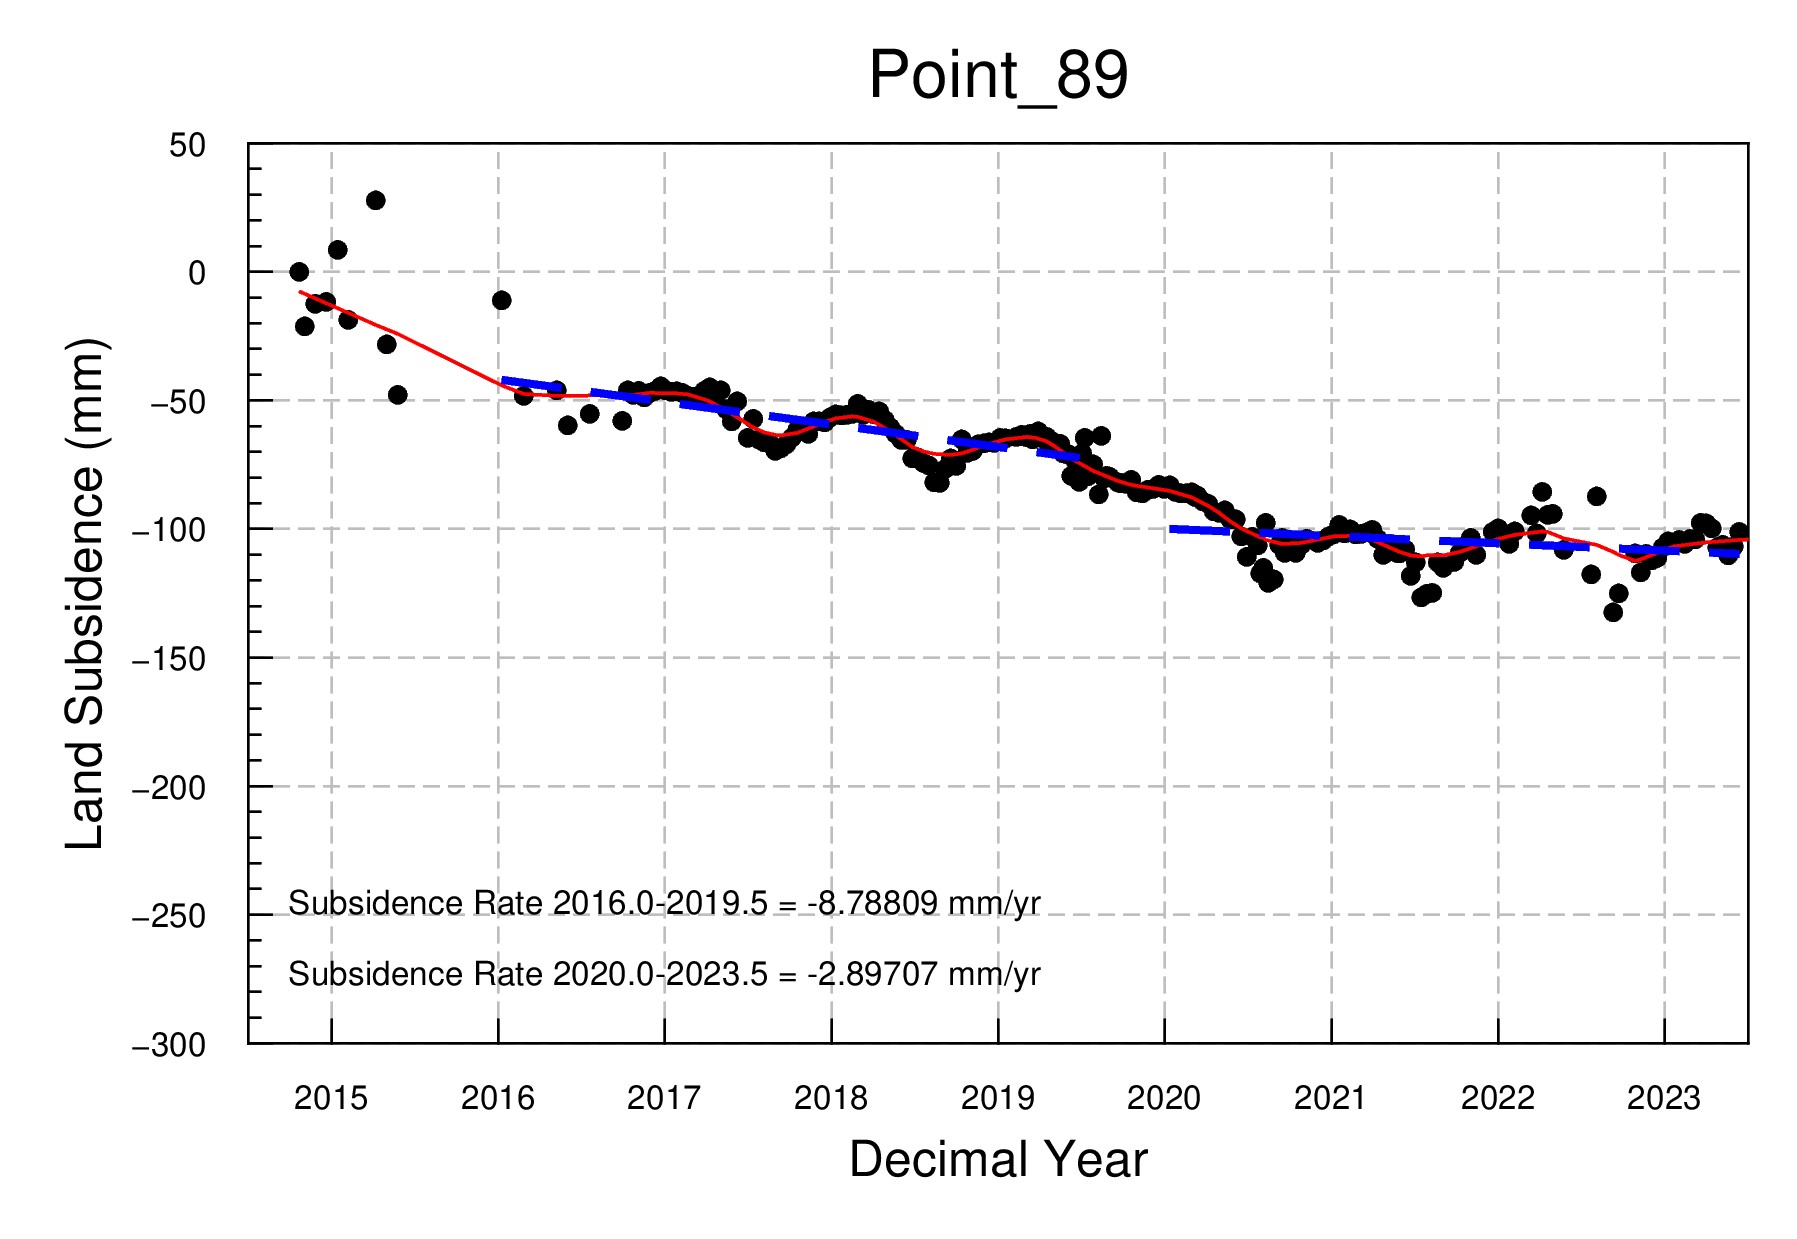 Point_89
50
0
−50
−100
−150
−200
−250
−300
Land Subsidence (mm)
Subsidence Rate 2016.0-2019.5 = -8.78809 mm/yr
Subsidence Rate 2020.0-2023.5 = -2.89707 mm/yr
2015 2016 2017 2018 2019 2020 2021 2022 2023
Decimal Year